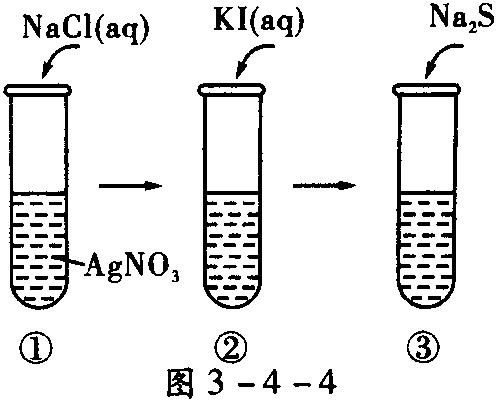 NaCl(aq) KI(aq) Na₂S
AgNO₃
① ② ③
图 3-4-4